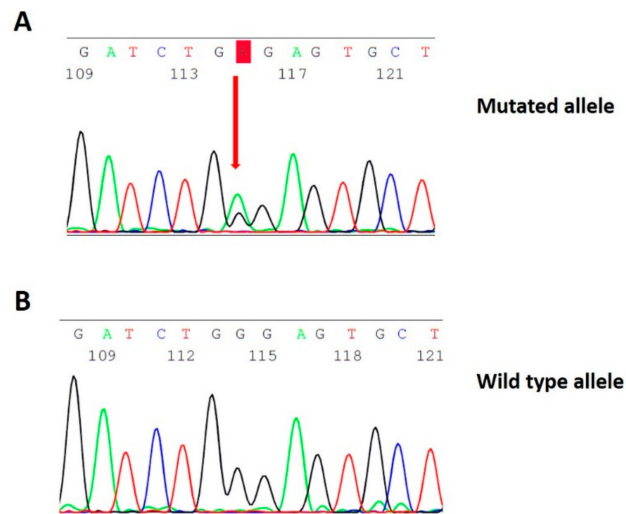 A
G A T C T G G A G T G C T
109 113 117 121
Mutated allele
B
G A T C T G G G A G T G C T
109 112 115 118 121
Wild type allele